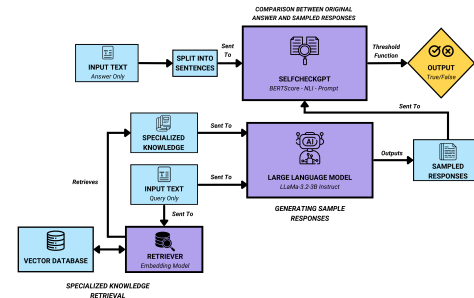 COMPARISON BETWEEN ORIGINAL
ANSWER AND SAMPLED RESPONSES
INPUT TEXT
Answer Only
Sent
To
SPLIT INTO
SENTENCES
Sent
To
SELFCHECKGPT
BERTScore - NLI - Prompt
Threshold
Function
OUTPUT
True/False
Sent To
SPECIALIZED
KNOWLEDGE
Sent To
AI
LARGE LANGUAGE MODEL
LLaMa-3.2-3B Instruct
Outputs
SAMPLED
RESPONSES
Retrieves
INPUT TEXT
Query Only
Sent To
Sent To
GENERATING SAMPLE
RESPONSES
VECTOR DATABASE
RETRIEVER
Embedding Model
SPECIALIZED KNOWLEDGE
RETRIEVAL